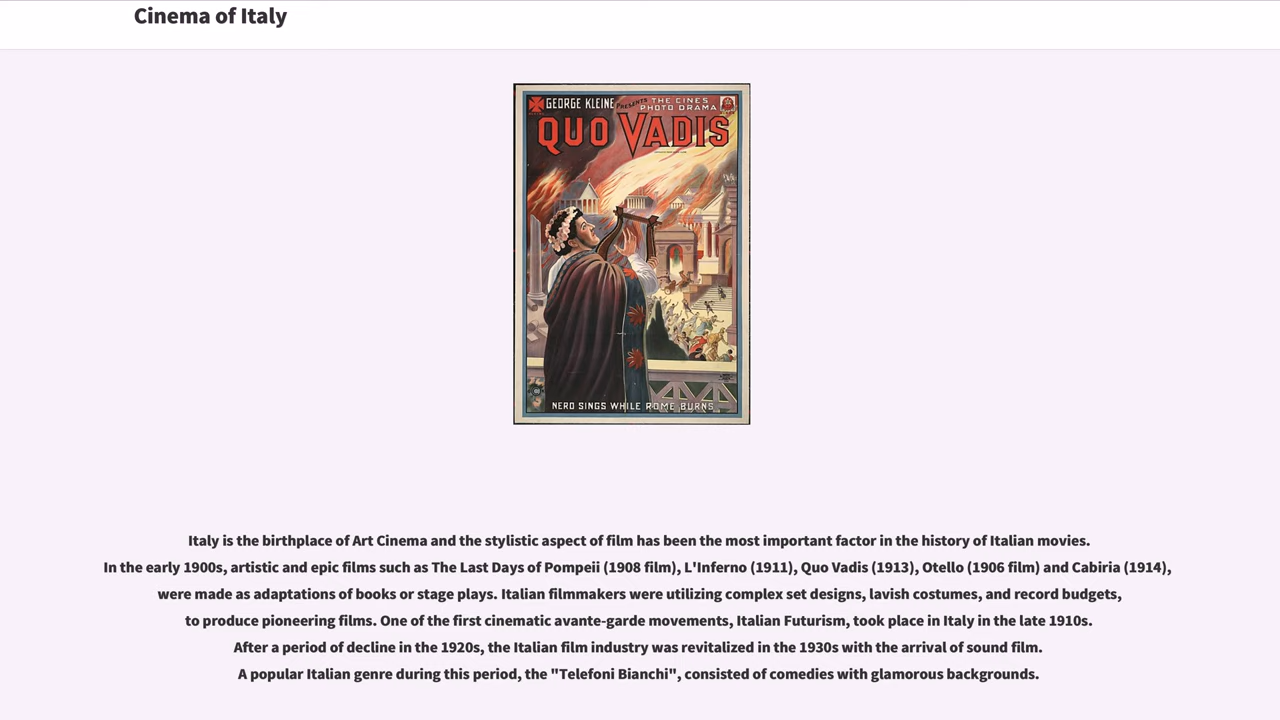 Cinema of Italy
GEORGE KLEINE PRESENTS THE CINES
PHOTO DRAMA
QUO VADIS
NERO SINGS WHILE ROME BURNS
Italy is the birthplace of Art Cinema and the stylistic aspect of film has been the most important factor in the history of Italian movies.
In the early 1900s, artistic and epic films such as The Last Days of Pompeii (1908 film), L'Inferno (1911), Quo Vadis (1913), Otello (1906 film) and Cabiria (1914),
were made as adaptations of books or stage plays. Italian filmmakers were utilizing complex set designs, lavish costumes, and record budgets,
to produce pioneering films. One of the first cinematic avante-garde movements, Italian Futurism, took place in Italy in the late 1910s.
After a period of decline in the 1920s, the Italian film industry was revitalized in the 1930s with the arrival of sound film.
A popular Italian genre during this period, the "Telefoni Bianchi", consisted of comedies with glamorous backgrounds.